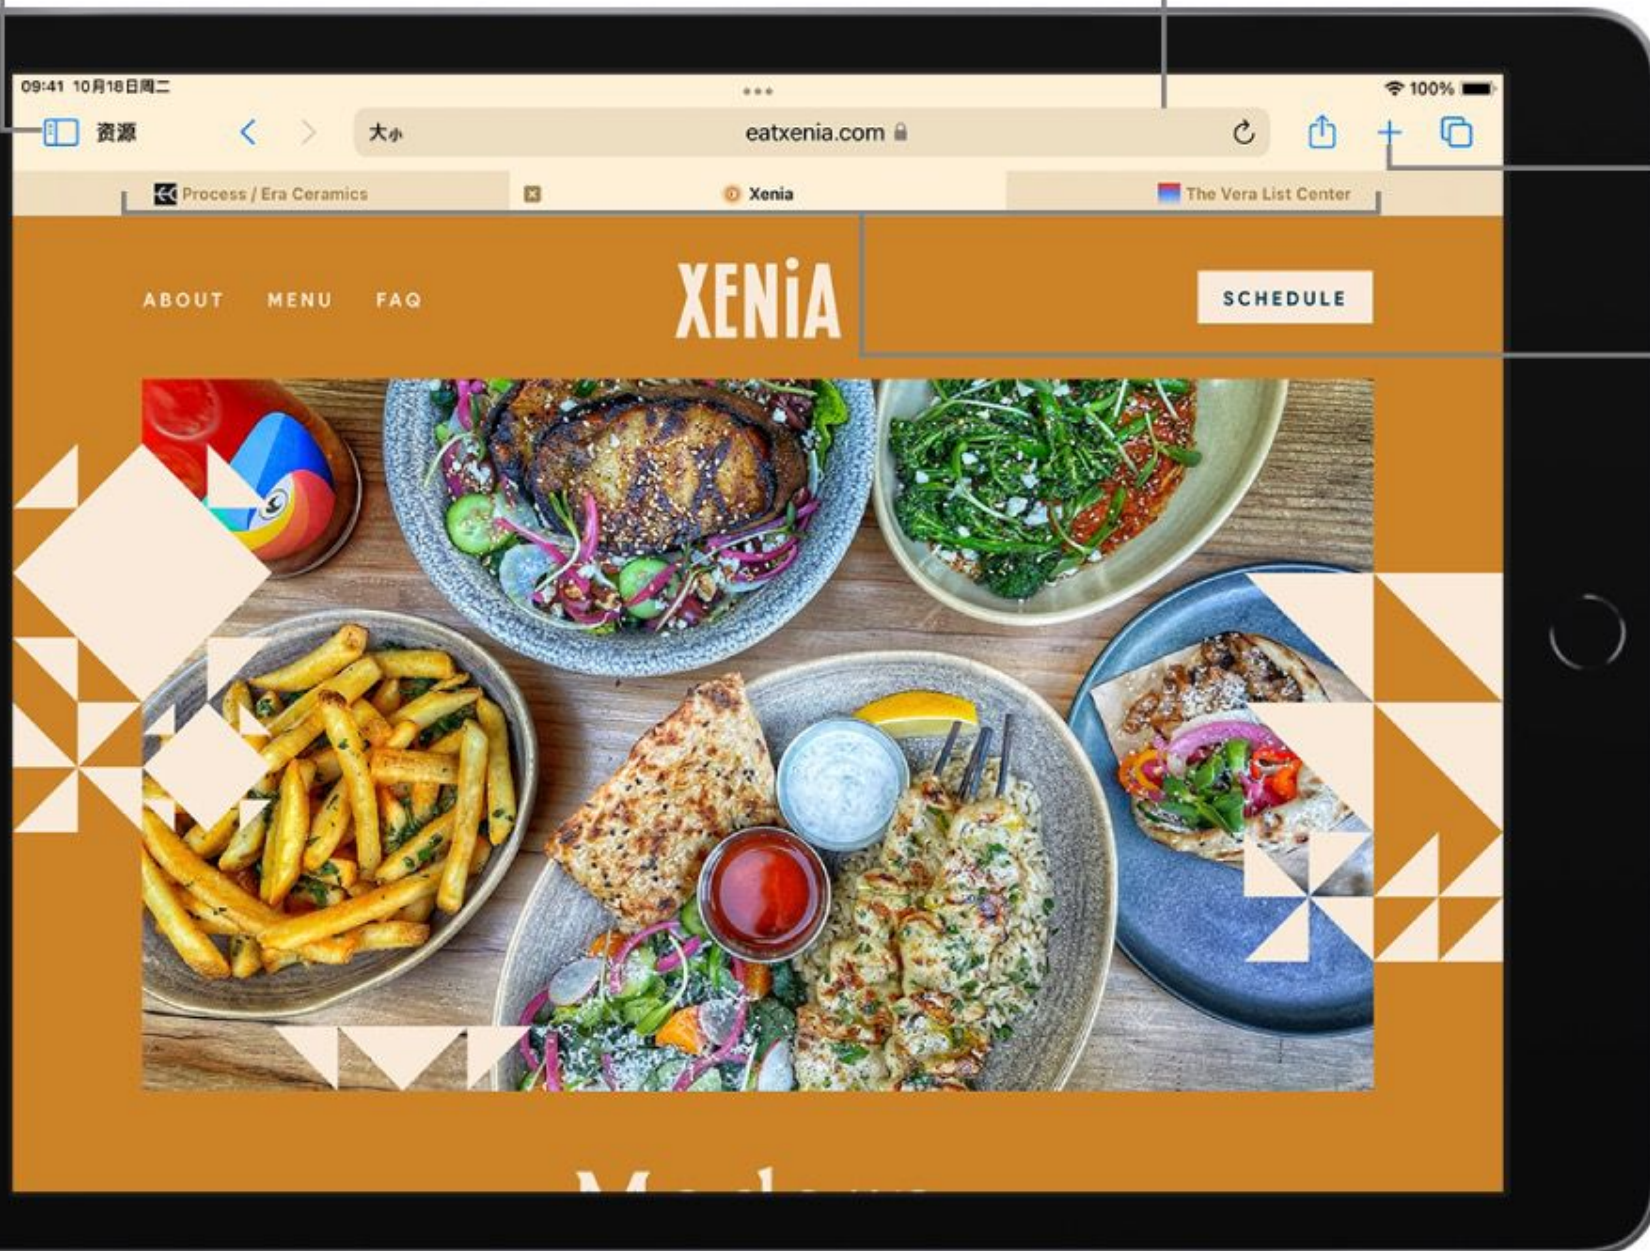 09:41 10月18日周二
100%
资源
大小
eatxenia.com
Process / Era Ceramics
Xenia
The Vera List Center
ABOUT MENU FAQ
XENiA
SCHEDULE